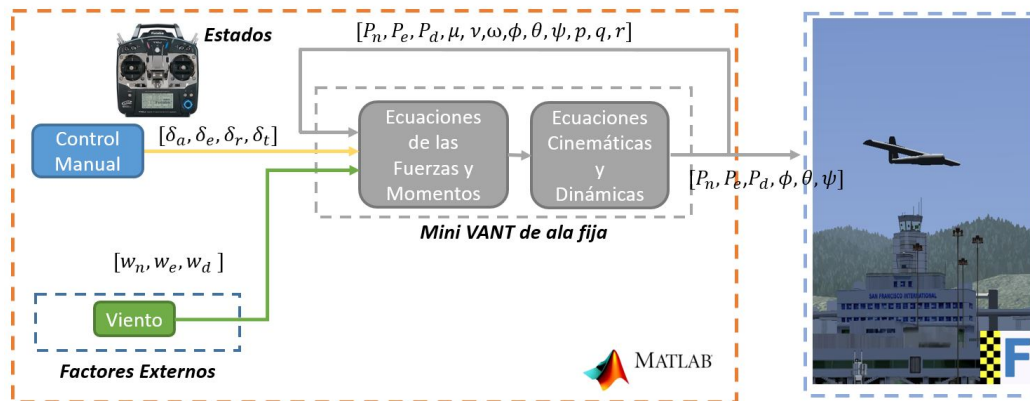 Estados
[P_n, P_e, P_d, μ, ν,ω,ϕ, θ, ψ, p, q, r]
Control
Manual
[δ_a, δ_e, δ_r, δ_t]
Ecuaciones
de las
Fuerzas y
Momentos
Ecuaciones
Cinemáticas
y
Dinámicas
[P_n, P_e,P_d, ϕ, θ, ψ]
Mini VANT de ala fija
[w_n, w_e, w_d ]
Viento
Factores Externos
MATLAB
SAN FRANCISCO INTERNATIONAL
F